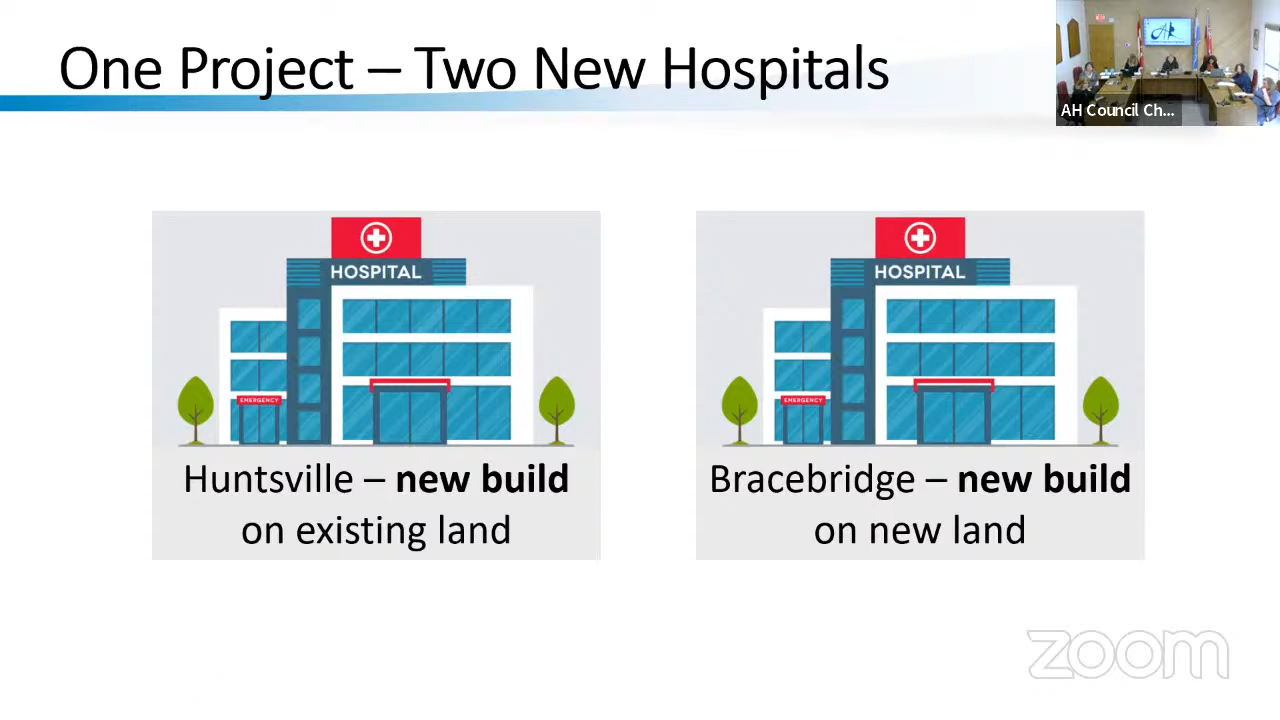 One Project – Two New Hospitals
AH Council Ch...
HOSPITAL
EMERGENCY
Huntsville – new build
on existing land
HOSPITAL
EMERGENCY
Bracebridge – new build
on new land
zoom